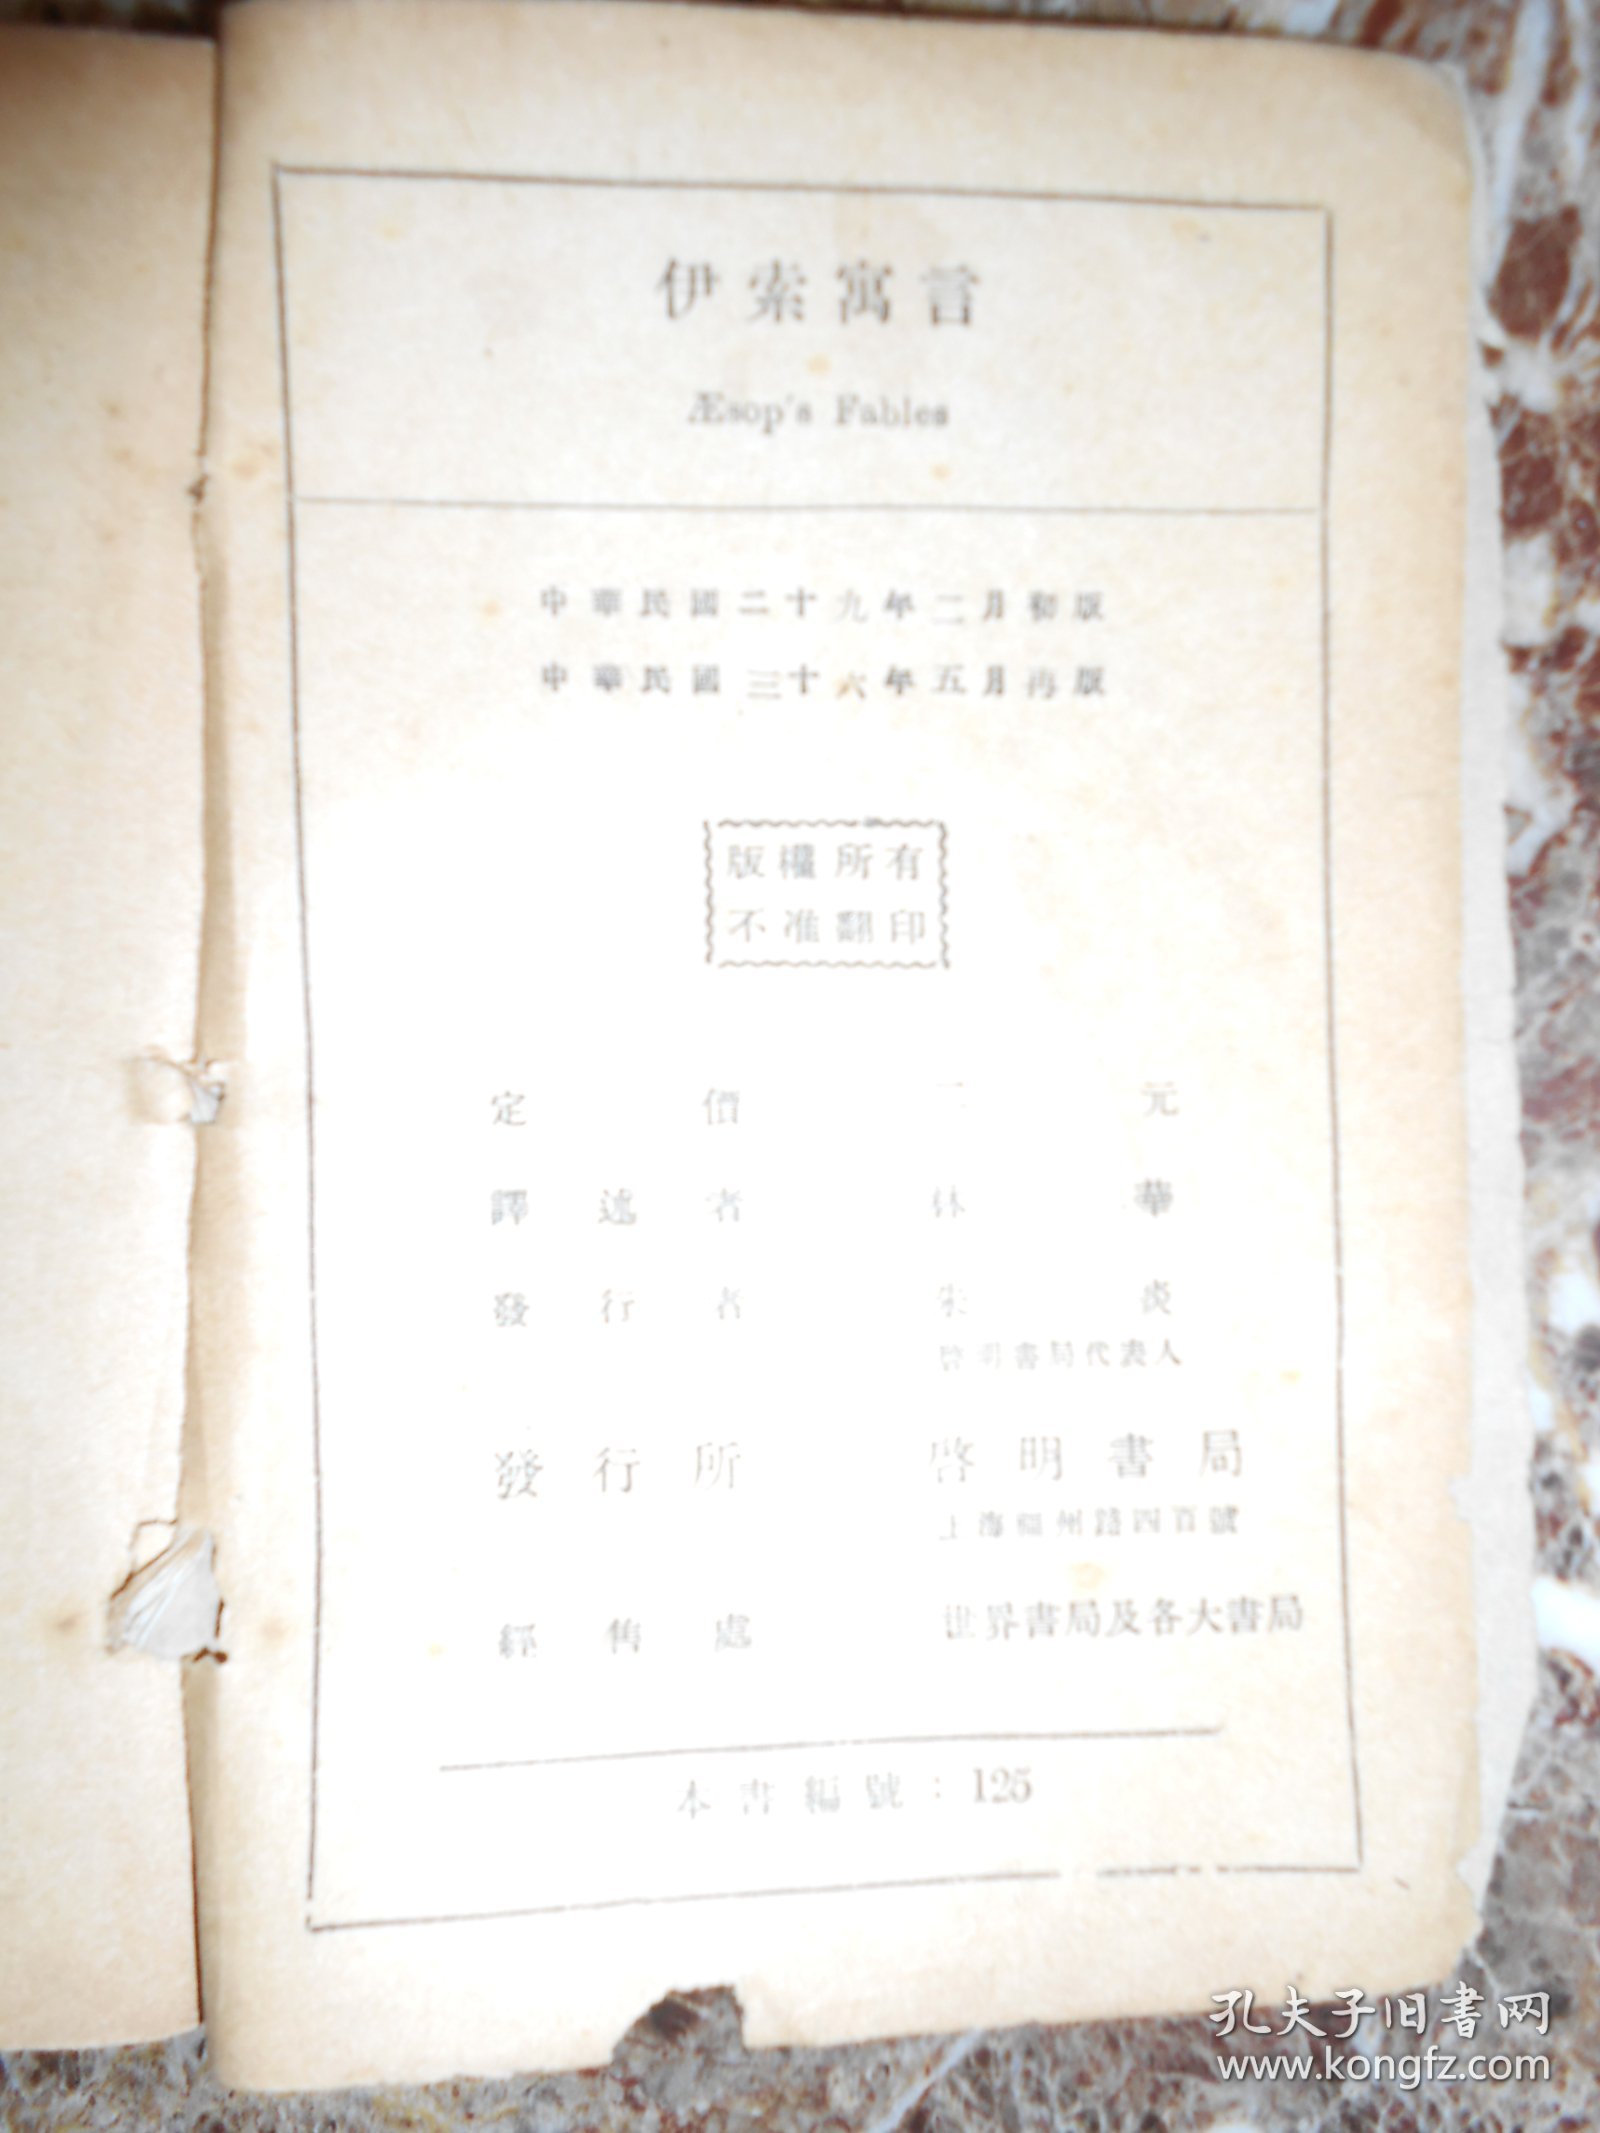 伊索寓言
Æsop's Fables
中華民國二十九年二月初版
中華民國三十六年五月再版
版權所有
不准翻印
定價 元
譯述者 林華
發行者 朱炎
啓明書局代表人
發行所 啓明書局
上海福州路四百號
經售處 世界書局及各大書局
本書編號：125
孔夫子旧書网
www.kongfz.com